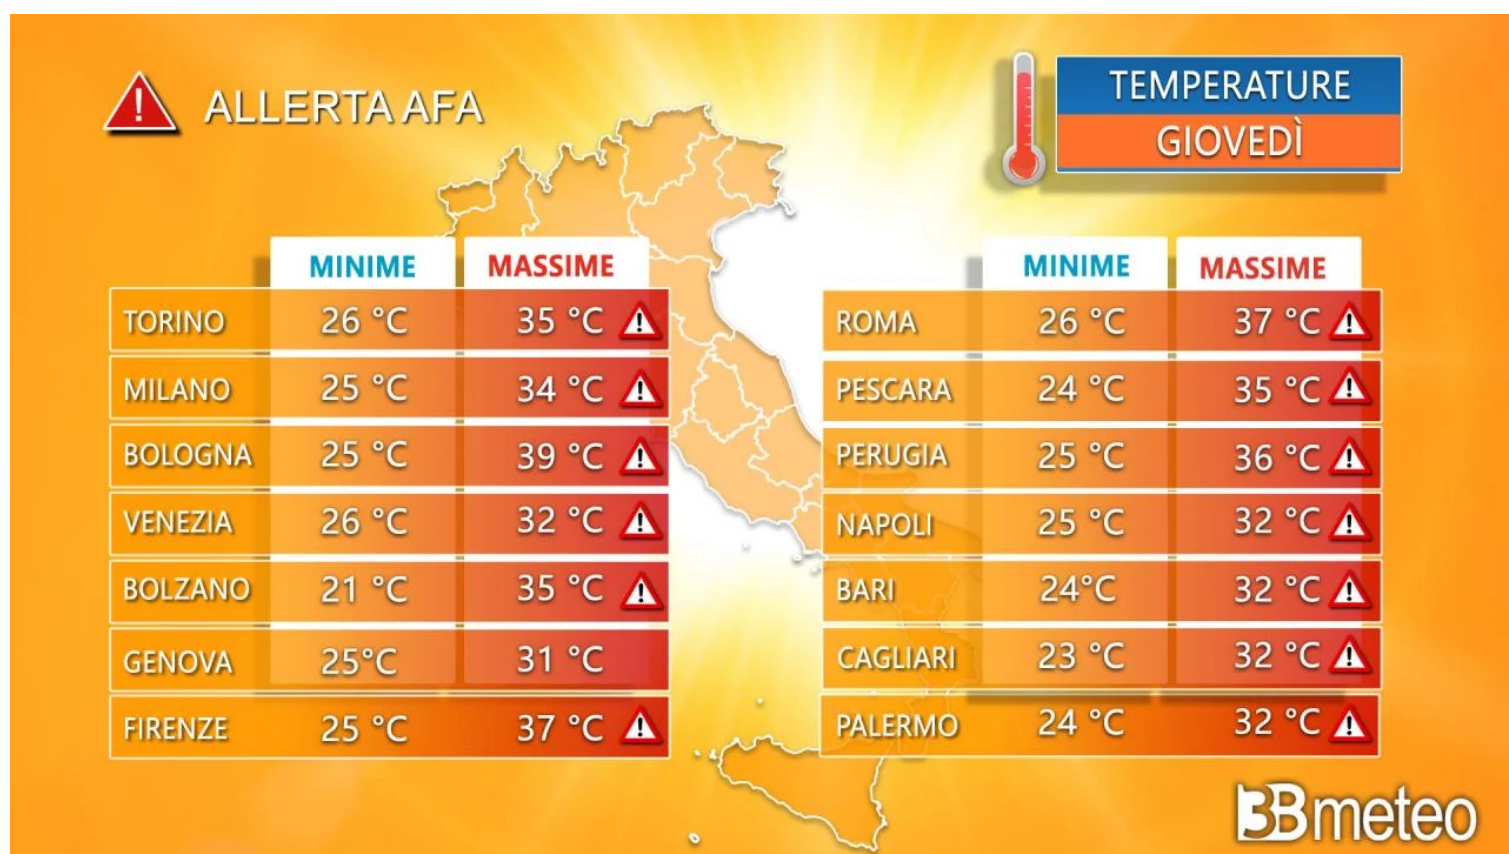 ALLERTA AFA
TEMPERATURE
GIOVEDÌ
MINIME MASSIME
TORINO 26 °C 35 °C
MILANO 25 °C 34 °C
BOLOGNA 25 °C 39 °C
VENEZIA 26 °C 32 °C
BOLZANO 21 °C 35 °C
GENOVA 25°C 31 °C
FIRENZE 25 °C 37 °C
MINIME MASSIME
ROMA 26 °C 37 °C
PESCARA 24 °C 35 °C
PERUGIA 25 °C 36 °C
NAPOLI 25 °C 32 °C
BARI 24°C 32 °C
CAGLIARI 23 °C 32 °C
PALERMO 24 °C 32 °C
3Bmeteo